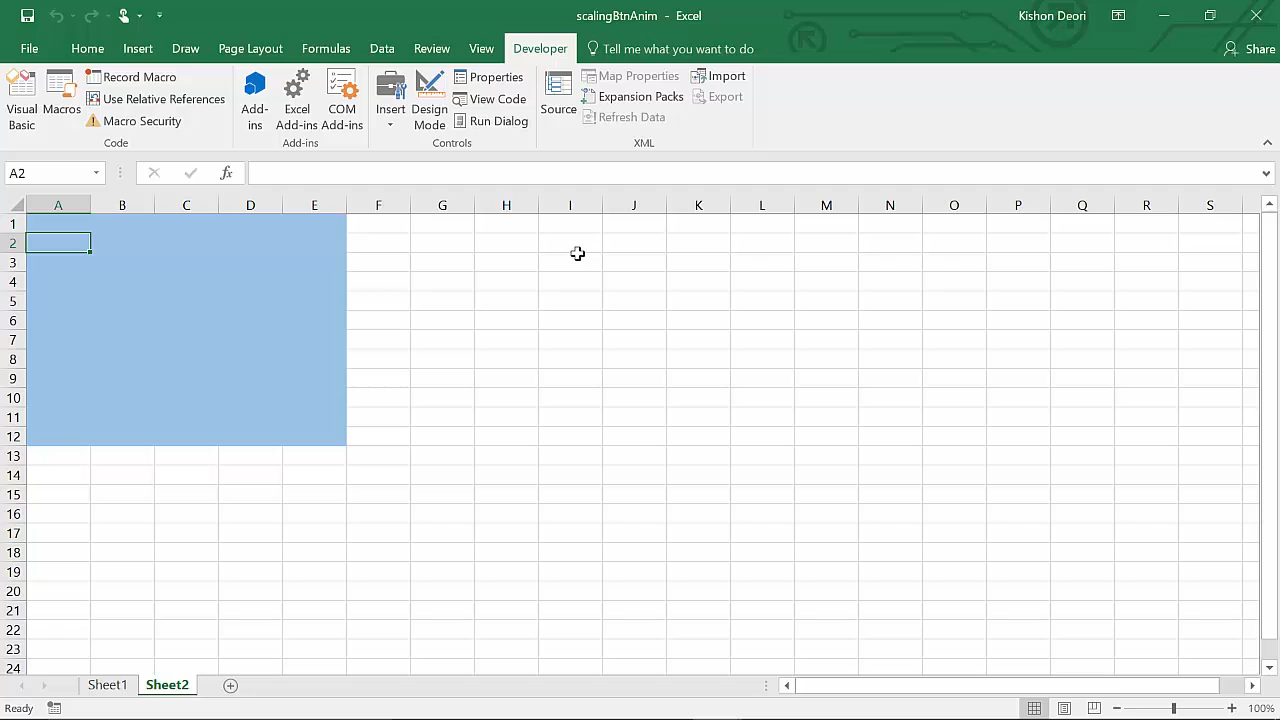 scalingBtnAnim - Excel
Kishon Deori
File Home Insert Draw Page Layout Formulas Data Review View Developer Tell me what you want to do Share
Visual Basic
Macros
Record Macro
Use Relative References
Macro Security
Code
Add-ins
Excel Add-ins
COM Add-ins
Add-ins
Insert
Design Mode
Properties
View Code
Run Dialog
Controls
Source
Map Properties
Expansion Packs
Refresh Data
Import
Export
XML
A2 fx
A B C D E F G H I J K L M N O P Q R S
1
2
3
4
5
6
7
8
9
10
11
12
13
14
15
16
17
18
19
20
21
22
23
24
Sheet1 Sheet2
Ready 100%